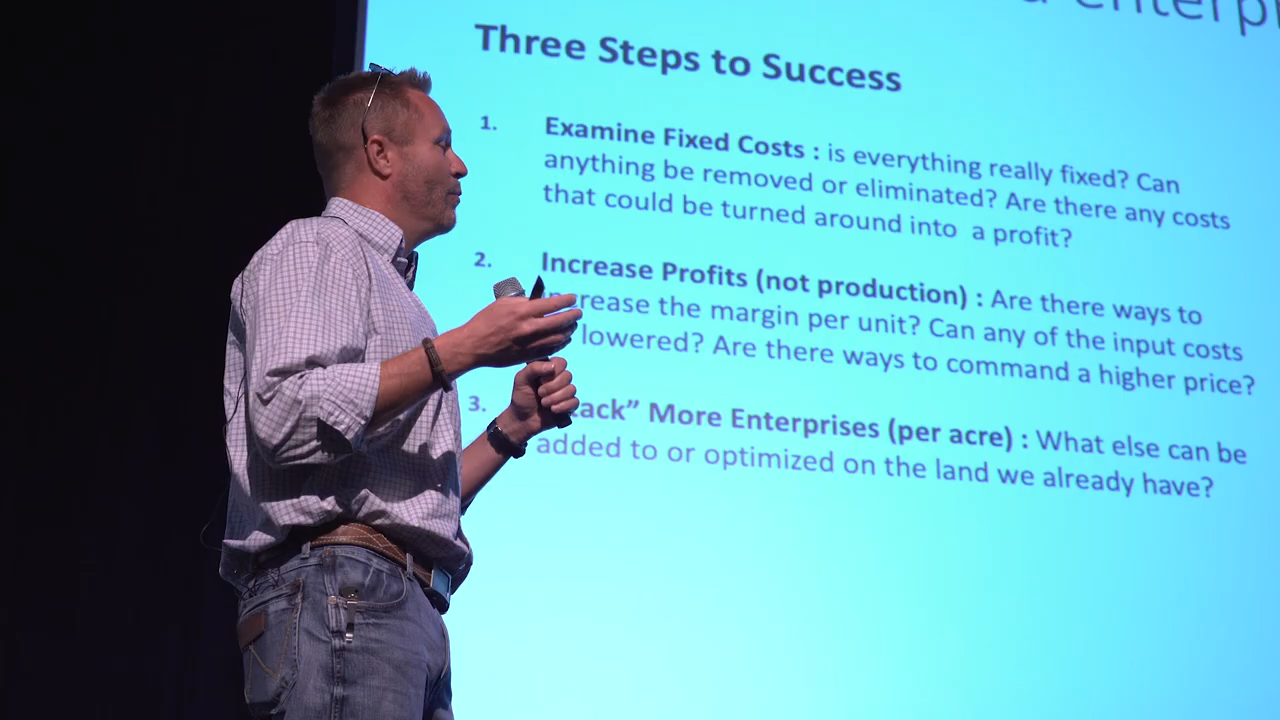 Three Steps to Success
1. Examine Fixed Costs : is everything really fixed? Can
anything be removed or eliminated? Are there any costs
that could be turned around into a profit?
2. Increase Profits (not production) : Are there ways to
increase the margin per unit? Can any of the input costs
lowered? Are there ways to command a higher price?
3. tack” More Enterprises (per acre) : What else can be
added to or optimized on the land we already have?